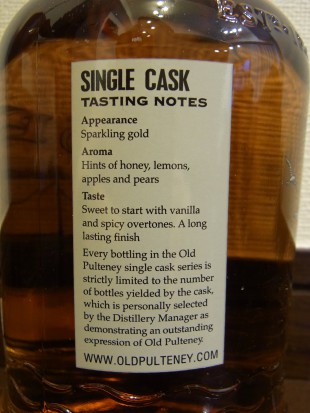 SINGLE CASK
TASTING NOTES
Appearance
Sparkling gold
Aroma
Hints of honey, lemons,
apples and pears
Taste
Sweet to start with vanilla
and spicy overtones. A long
lasting finish
Every bottling in the Old
Pulteney single cask series is
strictly limited to the number
of bottles yielded by the cask,
which is personally selected
by the Distillery Manager as
demonstrating an outstanding
expression of Old Pulteney.
WWW.OLDPULTENEY.COM